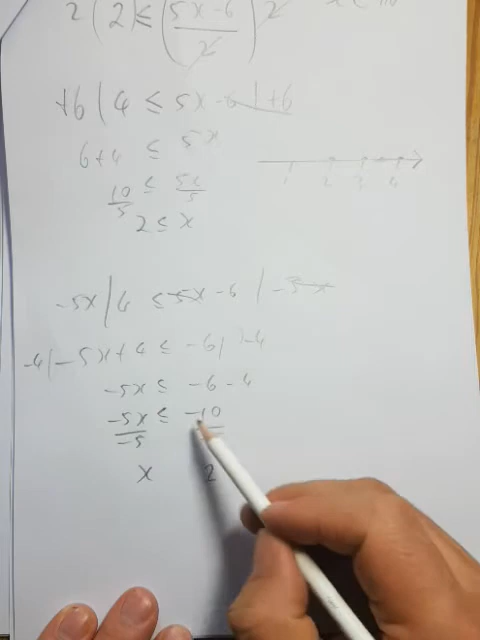 2 ( 2 ≤ ( 5x-6 / 2 ) 2
+6 | 4 ≤ 5x - 6 | +6
6+4 ≤ 5x
10/5 ≤ 5x/5
1 2 3 4
2 ≤ x
-5x | 4 ≤ 5x - 6 | -5x
-4 | -5x+4 ≤ -6 | -4
-5x ≤ -6 - 4
-5x/-5 ≤ -10
x 2